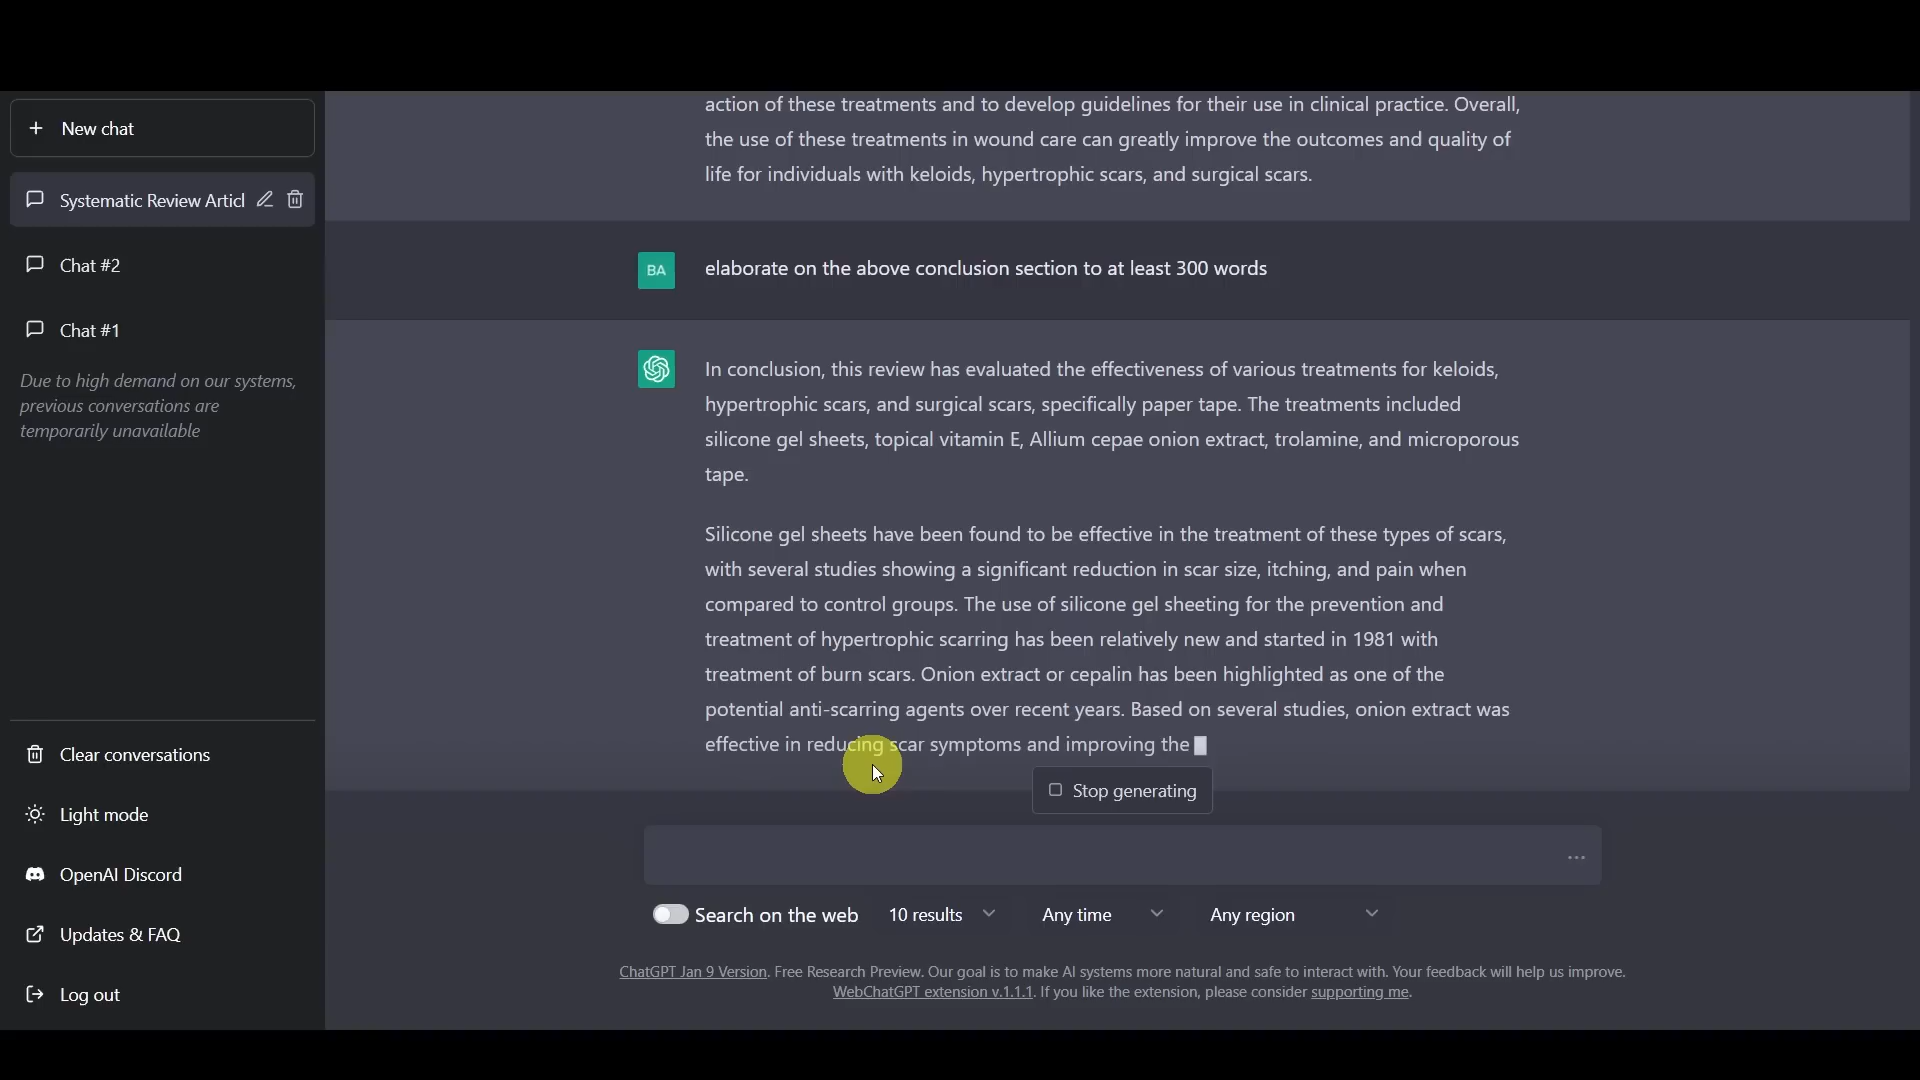 New chat
Systematic Review Articl
Chat #2
Chat #1
Due to high demand on our systems,
previous conversations are
temporarily unavailable
Clear conversations
Light mode
OpenAI Discord
Updates & FAQ
Log out
action of these treatments and to develop guidelines for their use in clinical practice. Overall,
the use of these treatments in wound care can greatly improve the outcomes and quality of
life for individuals with keloids, hypertrophic scars, and surgical scars.
BA
elaborate on the above conclusion section to at least 300 words
In conclusion, this review has evaluated the effectiveness of various treatments for keloids,
hypertrophic scars, and surgical scars, specifically paper tape. The treatments included
silicone gel sheets, topical vitamin E, Allium cepae onion extract, trolamine, and microporous
tape.
Silicone gel sheets have been found to be effective in the treatment of these types of scars,
with several studies showing a significant reduction in scar size, itching, and pain when
compared to control groups. The use of silicone gel sheeting for the prevention and
treatment of hypertrophic scarring has been relatively new and started in 1981 with
treatment of burn scars. Onion extract or cepalin has been highlighted as one of the
potential anti-scarring agents over recent years. Based on several studies, onion extract was
effective in reducing scar symptoms and improving the
Stop generating
Search on the web 10 results Any time Any region
ChatGPT Jan 9 Version. Free Research Preview. Our goal is to make AI systems more natural and safe to interact with. Your feedback will help us improve.
WebChatGPT extension v.1.1.1. If you like the extension, please consider supporting me.